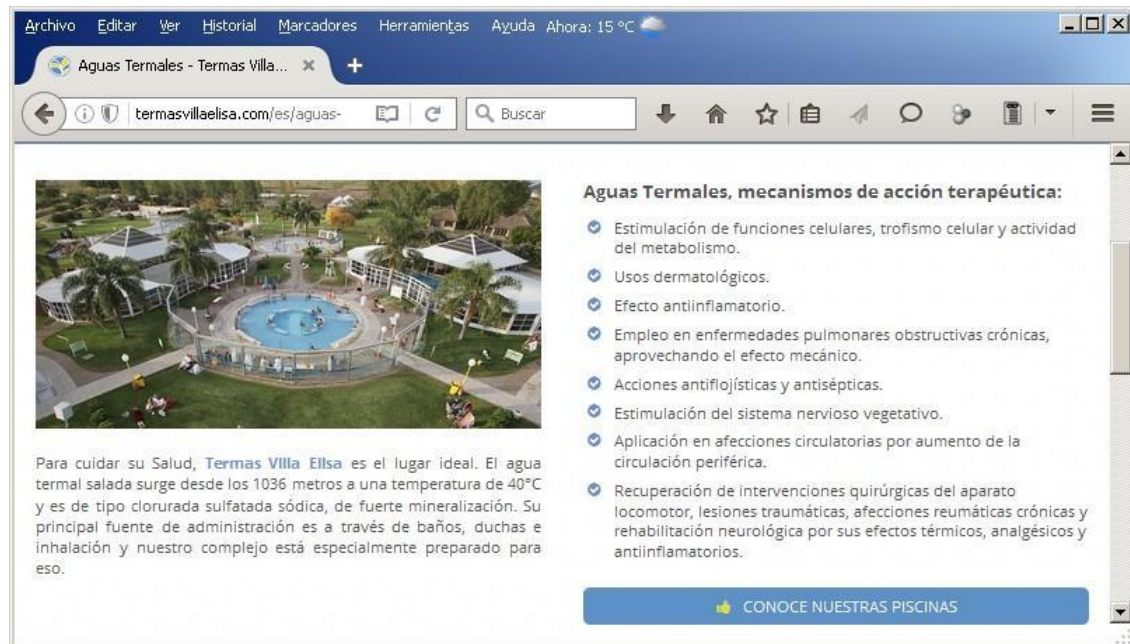 Archivo Editar Ver Historial Marcadores Herramientas Ayuda Ahora: 15 °C
Aguas Termales - Termas Villa...
termasvillaelisa.com/es/aguas-
Buscar
Para cuidar su Salud, Termas VIlla Elisa es el lugar ideal. El agua
termal salada surge desde los 1036 metros a una temperatura de 40°C
y es de tipo clorurada sulfatada sódica, de fuerte mineralización. Su
principal fuente de administración es a través de baños, duchas e
inhalación y nuestro complejo está especialmente preparado para
eso.
Aguas Termales, mecanismos de acción terapéutica:
Estimulación de funciones celulares, trofismo celular y actividad
del metabolismo.
Usos dermatológicos.
Efecto antiinflamatorio.
Empleo en enfermedades pulmonares obstructivas crónicas,
aprovechando el efecto mecánico.
Acciones antiflojísticas y antisépticas.
Estimulación del sistema nervioso vegetativo.
Aplicación en afecciones circulatorias por aumento de la
circulación periférica.
Recuperación de intervenciones quirúrgicas del aparato
locomotor, lesiones traumáticas, afecciones reumáticas crónicas y
rehabilitación neurológica por sus efectos térmicos, analgésicos y
antiinflamatorios.
CONOCE NUESTRAS PISCINAS